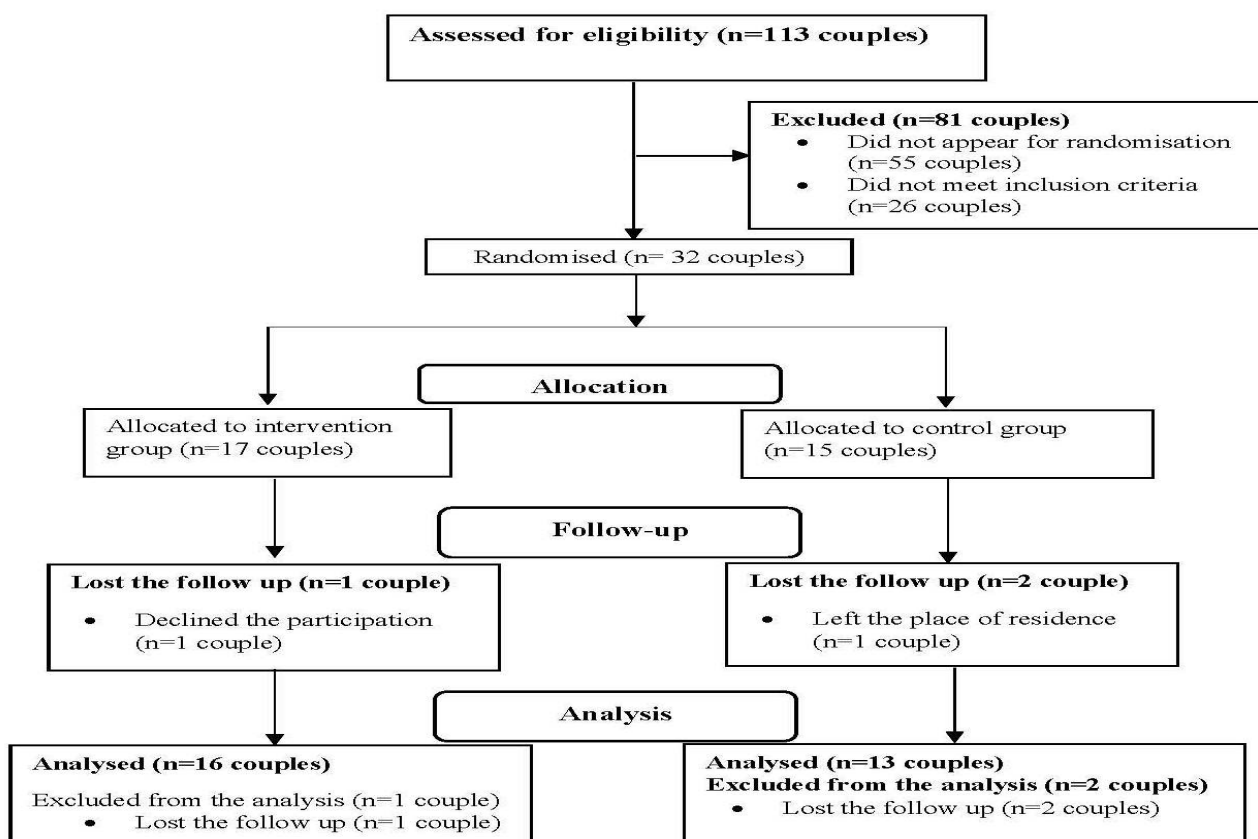 Assessed for eligibility (n=113 couples)
Excluded (n=81 couples)
• Did not appear for randomisation
(n=55 couples)
• Did not meet inclusion criteria
(n=26 couples)
Randomised (n= 32 couples)
Allocation
Allocated to intervention
group (n=17 couples)
Allocated to control group
(n=15 couples)
Follow-up
Lost the follow up (n=1 couple)
• Declined the participation
(n=1 couple)
Lost the follow up (n=2 couple)
• Left the place of residence
(n=1 couple)
Analysis
Analysed (n=16 couples)
Excluded from the analysis (n=1 couple)
• Lost the follow up (n=1 couple)
Analysed (n=13 couples)
Excluded from the analysis (n=2 couples)
• Lost the follow up (n=2 couples)